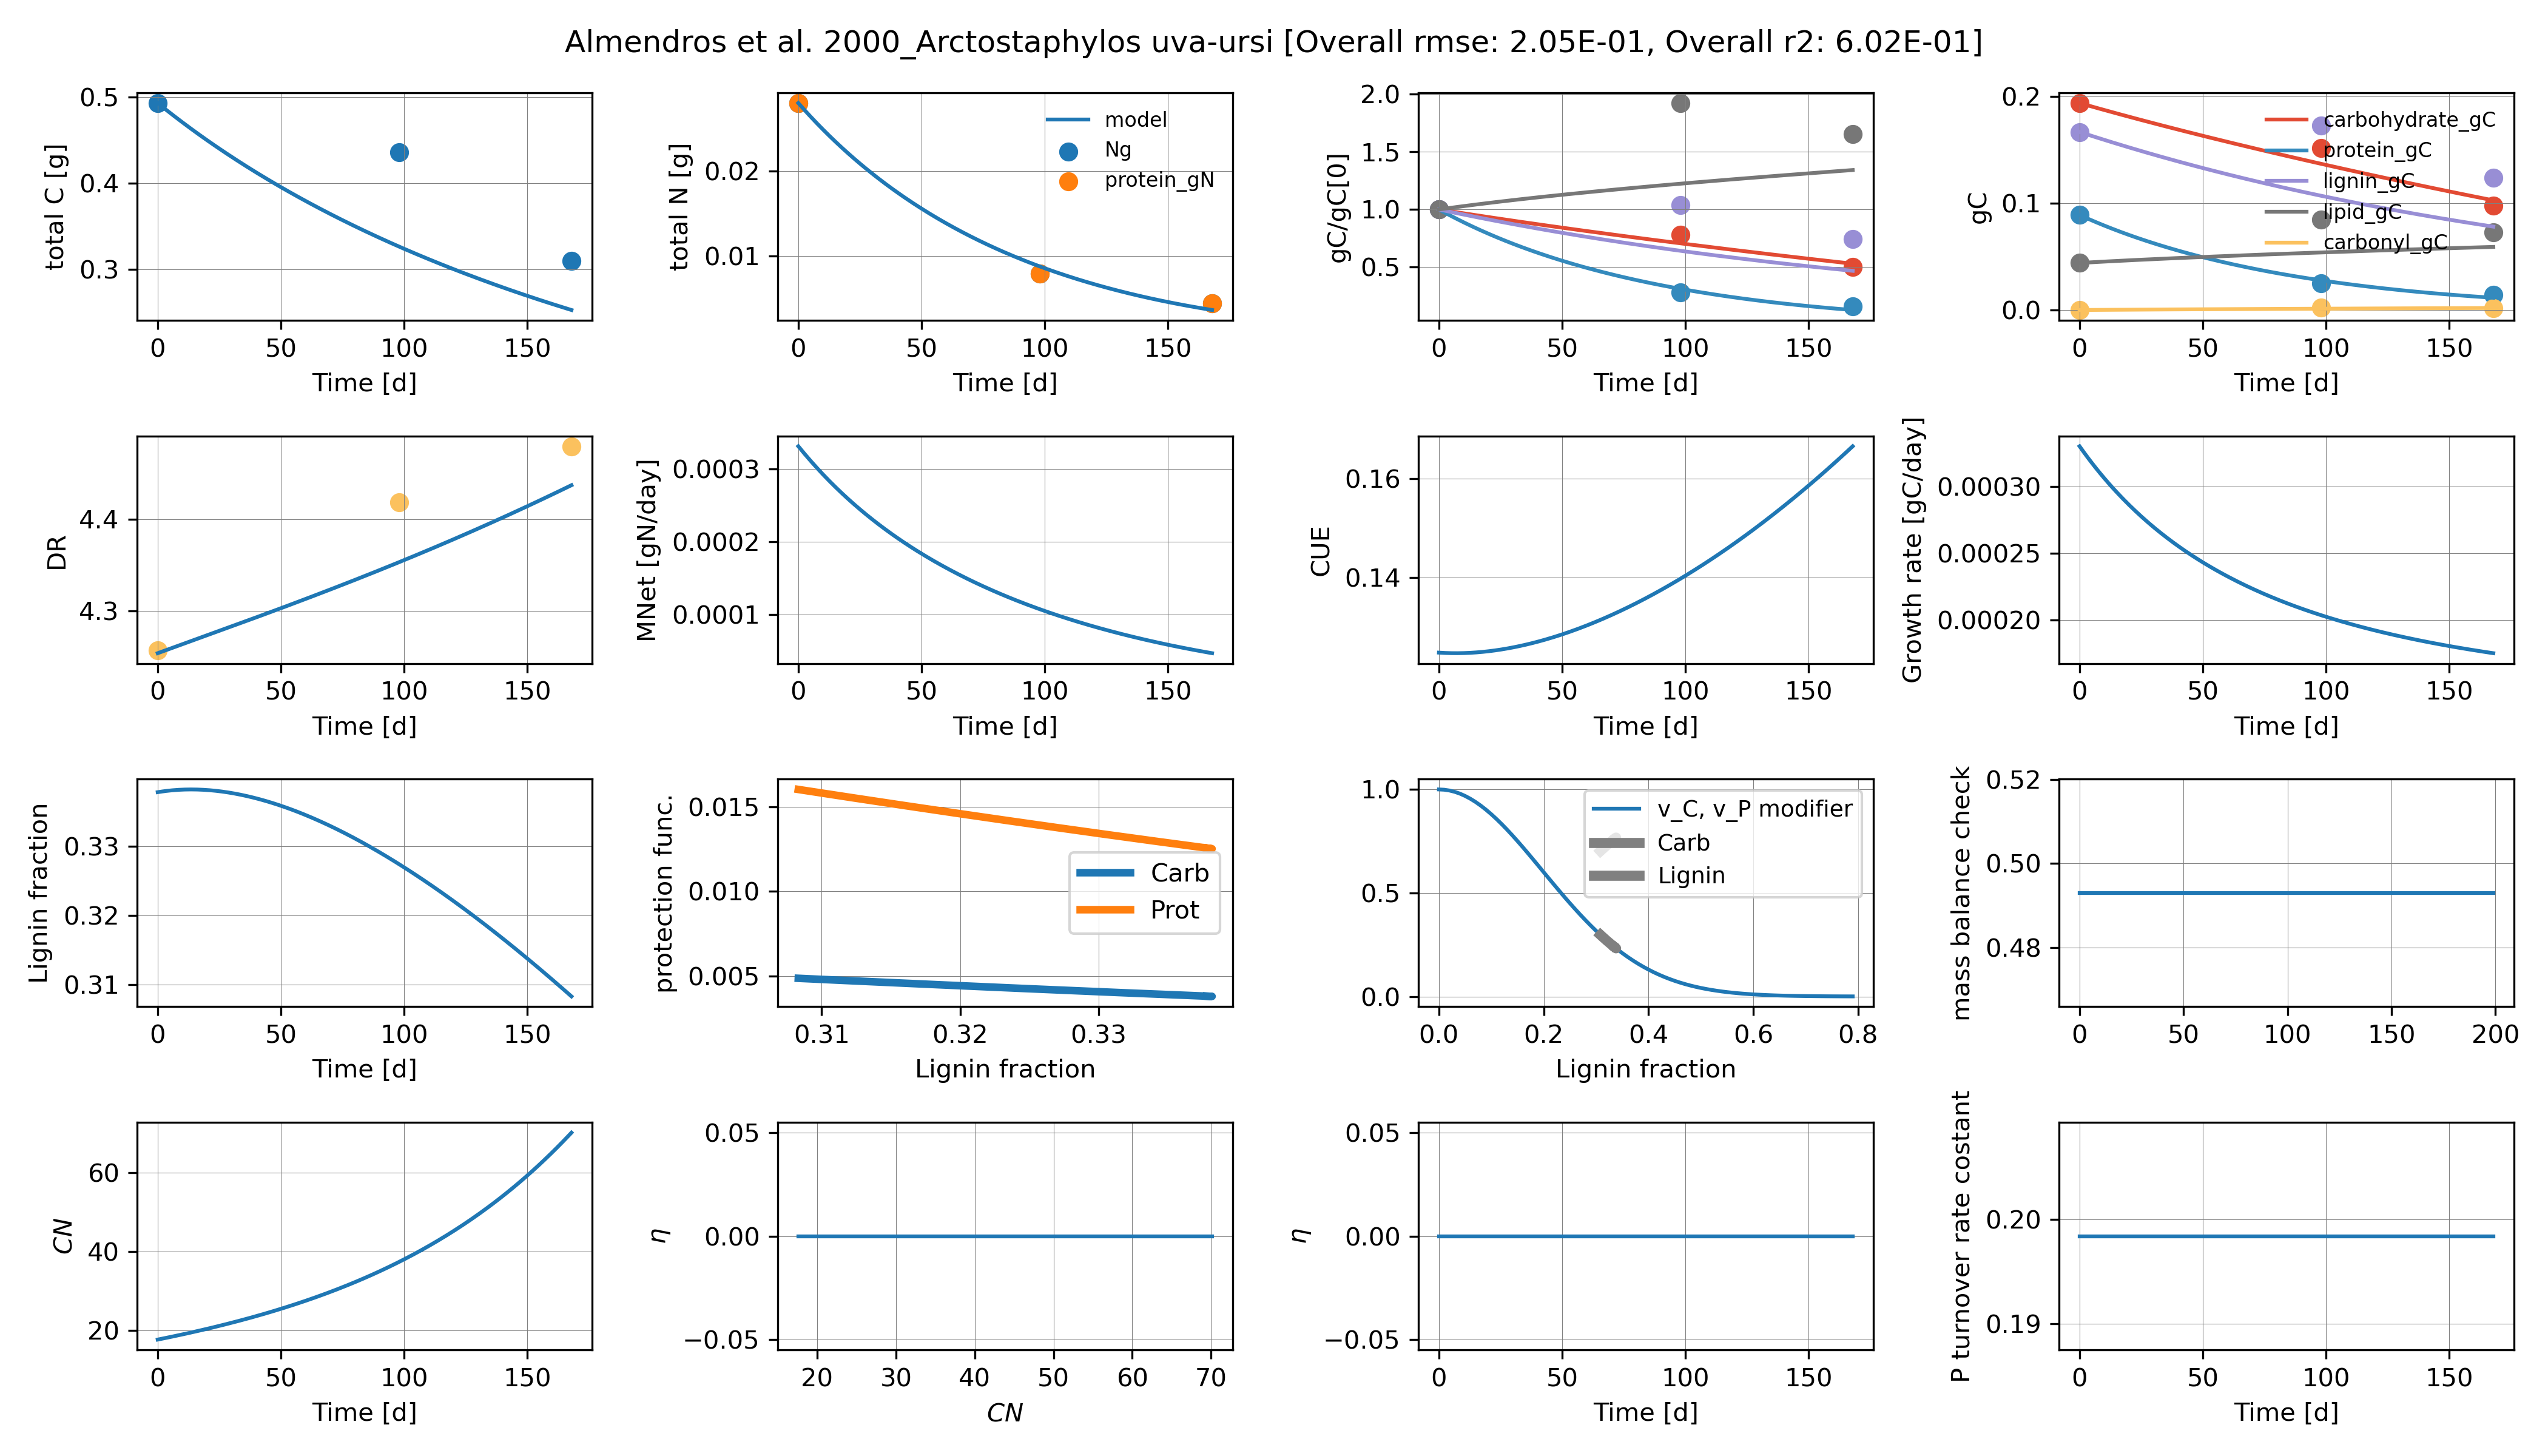 Almendros et al. 2000_Arctostaphylos uva-ursi [Overall rmse: 2.05E-01, Overall r2: 6.02E-01]
total C [g]
0.5
0.4
0.3
0 50 100 150
Time [d]
total N [g]
0.02
0.01
model
Ng
protein_gN
0 50 100 150
Time [d]
gC/gC[0]
2.0
1.5
1.0
0.5
0 50 100 150
Time [d]
gC
0.2
0.1
0.0
carbohydrate_gC
protein_gC
lignin_gC
lipid_gC
carbonyl_gC
0 50 100 150
Time [d]
DR
4.4
4.3
0 50 100 150
Time [d]
MNet [gN/day]
0.0003
0.0002
0.0001
0 50 100 150
Time [d]
CUE
0.16
0.14
0 50 100 150
Time [d]
Growth rate [gC/day]
0.00030
0.00025
0.00020
0 50 100 150
Time [d]
Lignin fraction
0.33
0.32
0.31
0 50 100 150
Time [d]
protection func.
0.015
0.010
0.005
Carb
Prot
0.31 0.32 0.33
Lignin fraction
1.0
0.5
0.0
v_C, v_P modifier
Carb
Lignin
0.0 0.2 0.4 0.6 0.8
Lignin fraction
mass balance check
0.52
0.50
0.48
0 50 100 150 200
CN
60
40
20
0 50 100 150
Time [d]
η
0.05
0.00
−0.05
20 30 40 50 60 70
CN
η
0.05
0.00
−0.05
0 50 100 150
Time [d]
P turnover rate costant
0.20
0.19
0 50 100 150
Time [d]